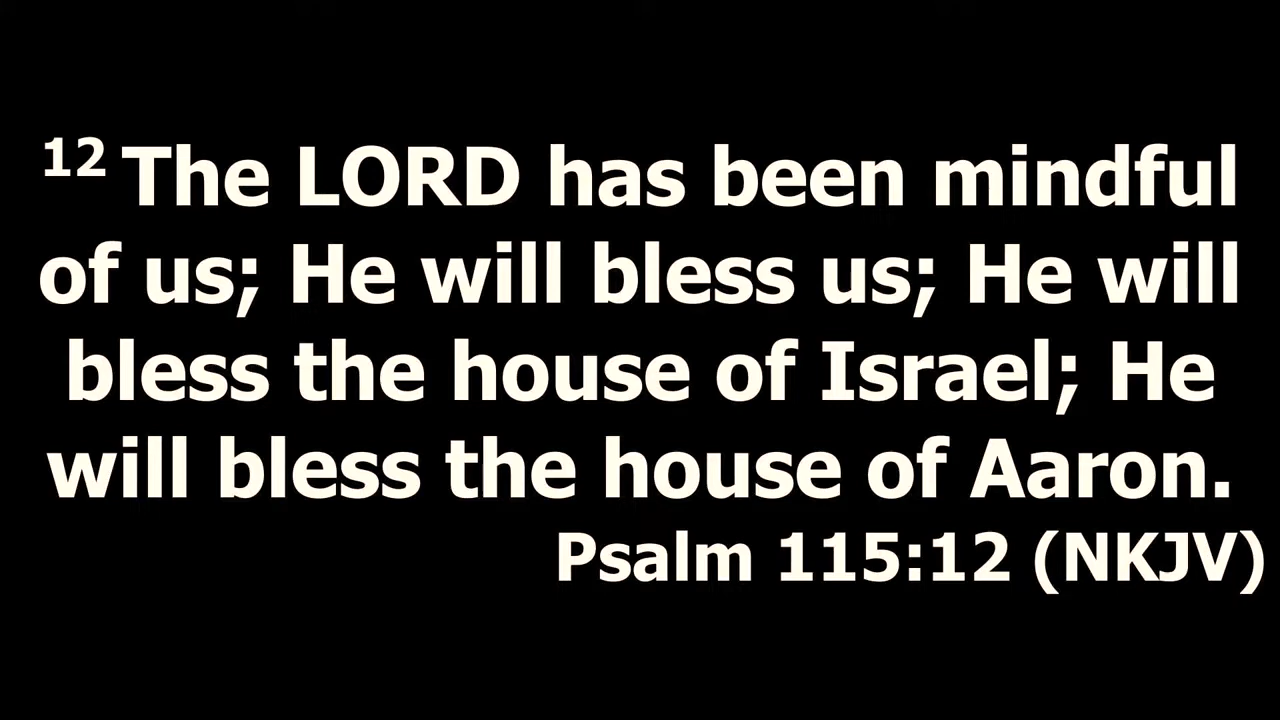 12 The LORD has been mindful
of us; He will bless us; He will
bless the house of Israel; He
will bless the house of Aaron.
Psalm 115:12 (NKJV)